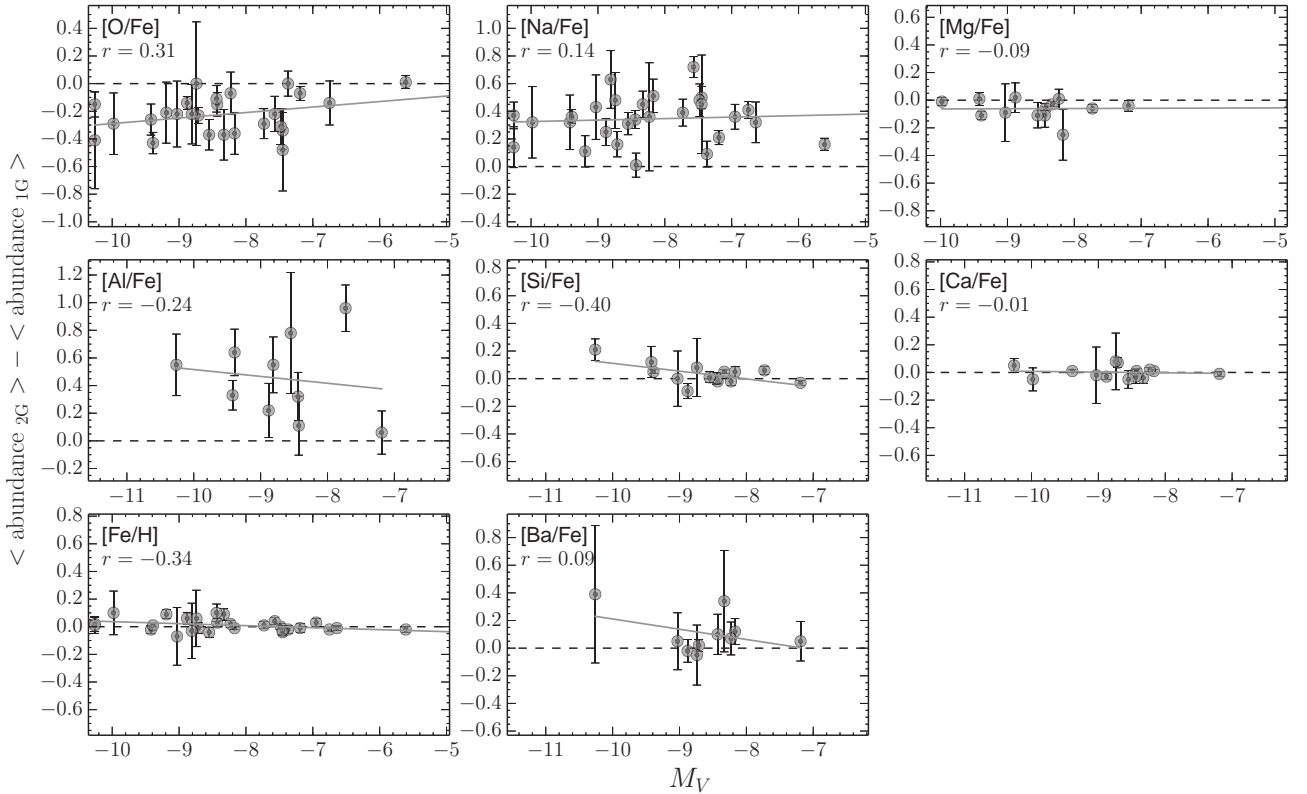 < abundance 2G > − < abundance 1G >
[O/Fe]
r = 0.31
0.4
0.2
0.0
−0.2
−0.4
−0.6
−0.8
−1.0
−10 −9 −8 −7 −6 −5
[Na/Fe]
r = 0.14
1.0
0.8
0.6
0.4
0.2
0.0
−0.2
−0.4
−10 −9 −8 −7 −6 −5
[Mg/Fe]
r = −0.09
0.6
0.4
0.2
0.0
−0.2
−0.4
−0.6
−0.8
−10 −9 −8 −7 −6 −5
[Al/Fe]
r = −0.24
1.2
1.0
0.8
0.6
0.4
0.2
0.0
−0.2
−11 −10 −9 −8 −7
[Si/Fe]
r = −0.40
0.8
0.6
0.4
0.2
0.0
−0.2
−0.4
−0.6
−11 −10 −9 −8 −7
[Ca/Fe]
r = −0.01
0.8
0.6
0.4
0.2
0.0
−0.2
−0.4
−0.6
−11 −10 −9 −8 −7
[Fe/H]
r = −0.34
0.8
0.6
0.4
0.2
0.0
−0.2
−0.4
−0.6
−10 −9 −8 −7 −6 −5
[Ba/Fe]
r = 0.09
0.8
0.6
0.4
0.2
0.0
−0.2
−0.4
−0.6
−11 −10 −9 −8 −7
M_V